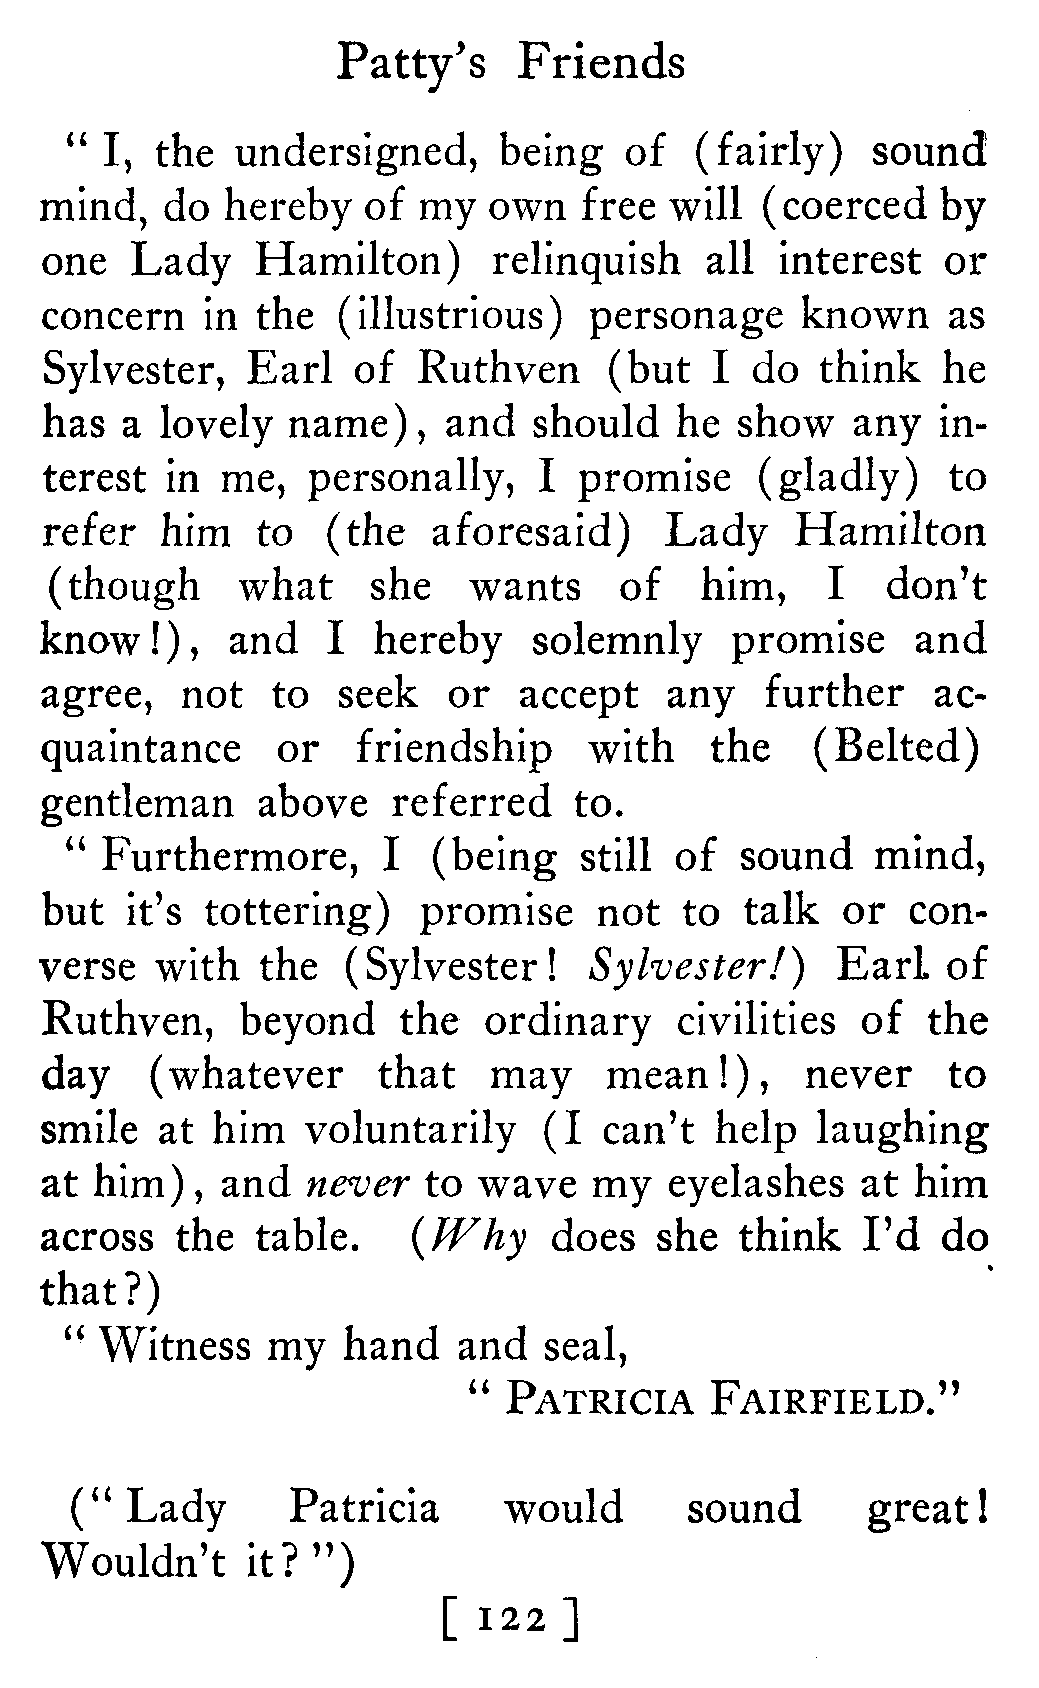 Patty's Friends
“ I, the undersigned, being of (fairly) sound
mind, do hereby of my own free will (coerced by
one Lady Hamilton) relinquish all interest or
concern in the (illustrious) personage known as
Sylvester, Earl of Ruthven (but I do think he
has a lovely name), and should he show any in-
terest in me, personally, I promise (gladly) to
refer him to (the aforesaid) Lady Hamilton
(though what she wants of him, I don't
know!), and I hereby solemnly promise and
agree, not to seek or accept any further ac-
quaintance or friendship with the (Belted)
gentleman above referred to.
“ Furthermore, I (being still of sound mind,
but it's tottering) promise not to talk or con-
verse with the (Sylvester! Sylvester!) Earl of
Ruthven, beyond the ordinary civilities of the
day (whatever that may mean!), never to
smile at him voluntarily (I can't help laughing
at him), and never to wave my eyelashes at him
across the table. (Why does she think I'd do
that?)
“ Witness my hand and seal,
“ PATRICIA FAIRFIELD.”
(“ Lady Patricia would sound great!
Wouldn't it? ”)
[ 122 ]